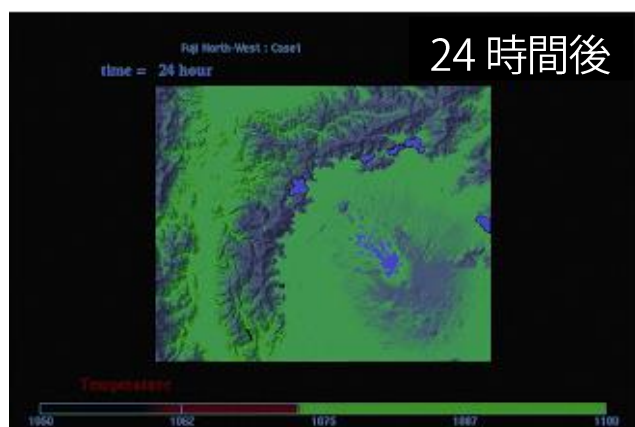 Fuji North-West : Case1
24 時間後
time = 24 hour
Temperature
1050 1062 1075 1087 1100